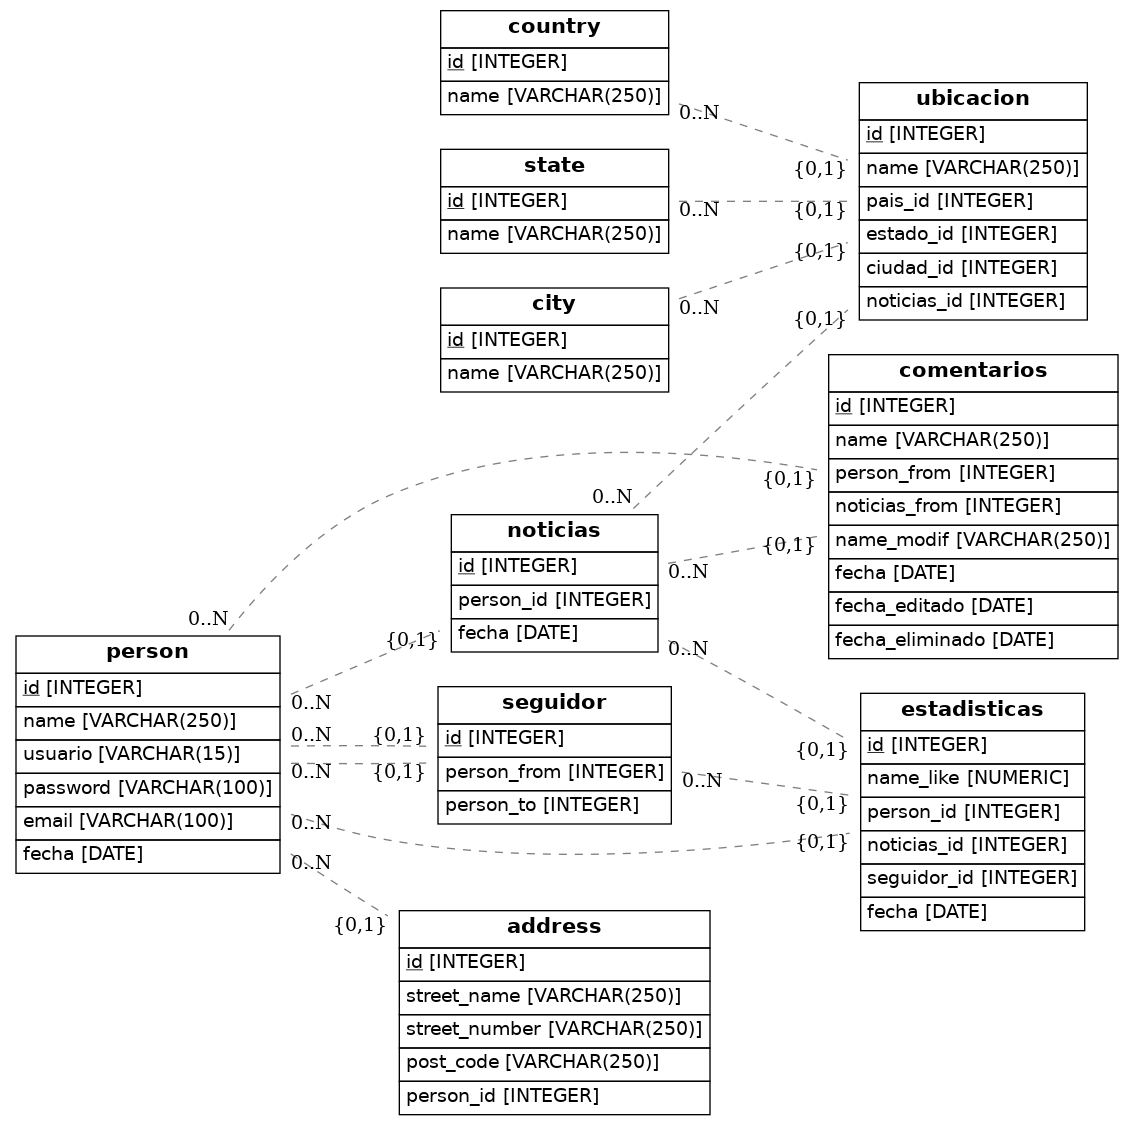 country
id [INTEGER]
name [VARCHAR(250)]
0..N
state
id [INTEGER]
name [VARCHAR(250)]
0..N
city
id [INTEGER]
name [VARCHAR(250)]
0..N
ubicacion
id [INTEGER]
name [VARCHAR(250)]
pais_id [INTEGER]
estado_id [INTEGER]
ciudad_id [INTEGER]
noticias_id [INTEGER]
{0,1}
{0,1}
{0,1}
{0,1}
comentarios
id [INTEGER]
name [VARCHAR(250)]
person_from [INTEGER]
noticias_from [INTEGER]
name_modif [VARCHAR(250)]
fecha [DATE]
fecha_editado [DATE]
fecha_eliminado [DATE]
{0,1}
{0,1}
0..N
noticias
id [INTEGER]
person_id [INTEGER]
fecha [DATE]
0..N
0..N
{0,1}
0..N
person
id [INTEGER]
name [VARCHAR(250)]
usuario [VARCHAR(15)]
password [VARCHAR(100)]
email [VARCHAR(100)]
fecha [DATE]
0..N
0..N
0..N
0..N
0..N
{0,1}
{0,1}
seguidor
id [INTEGER]
person_from [INTEGER]
person_to [INTEGER]
0..N
estadisticas
id [INTEGER]
name_like [NUMERIC]
person_id [INTEGER]
noticias_id [INTEGER]
seguidor_id [INTEGER]
fecha [DATE]
{0,1}
{0,1}
{0,1}
{0,1}
address
id [INTEGER]
street_name [VARCHAR(250)]
street_number [VARCHAR(250)]
post_code [VARCHAR(250)]
person_id [INTEGER]